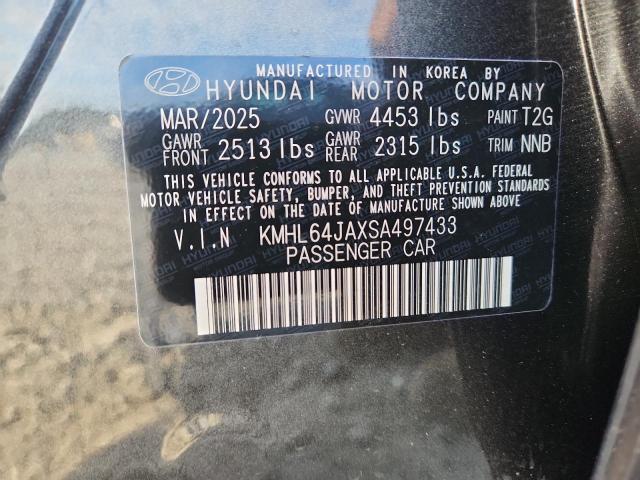 MANUFACTURED IN KOREA BY
HYUNDAI MOTOR COMPANY
MAR/2025 GVWR 4453 lbs PAINT T2G
GAWR FRONT 2513 lbs GAWR REAR 2315 lbs TRIM NNB
THIS VEHICLE CONFORMS TO ALL APPLICABLE U.S.A. FEDERAL
MOTOR VEHICLE SAFETY, BUMPER, AND THEFT PREVENTION STANDARDS
IN EFFECT ON THE DATE OF MANUFACTURE SHOWN ABOVE
V.I.N KMHL64JAXSA497433
PASSENGER CAR